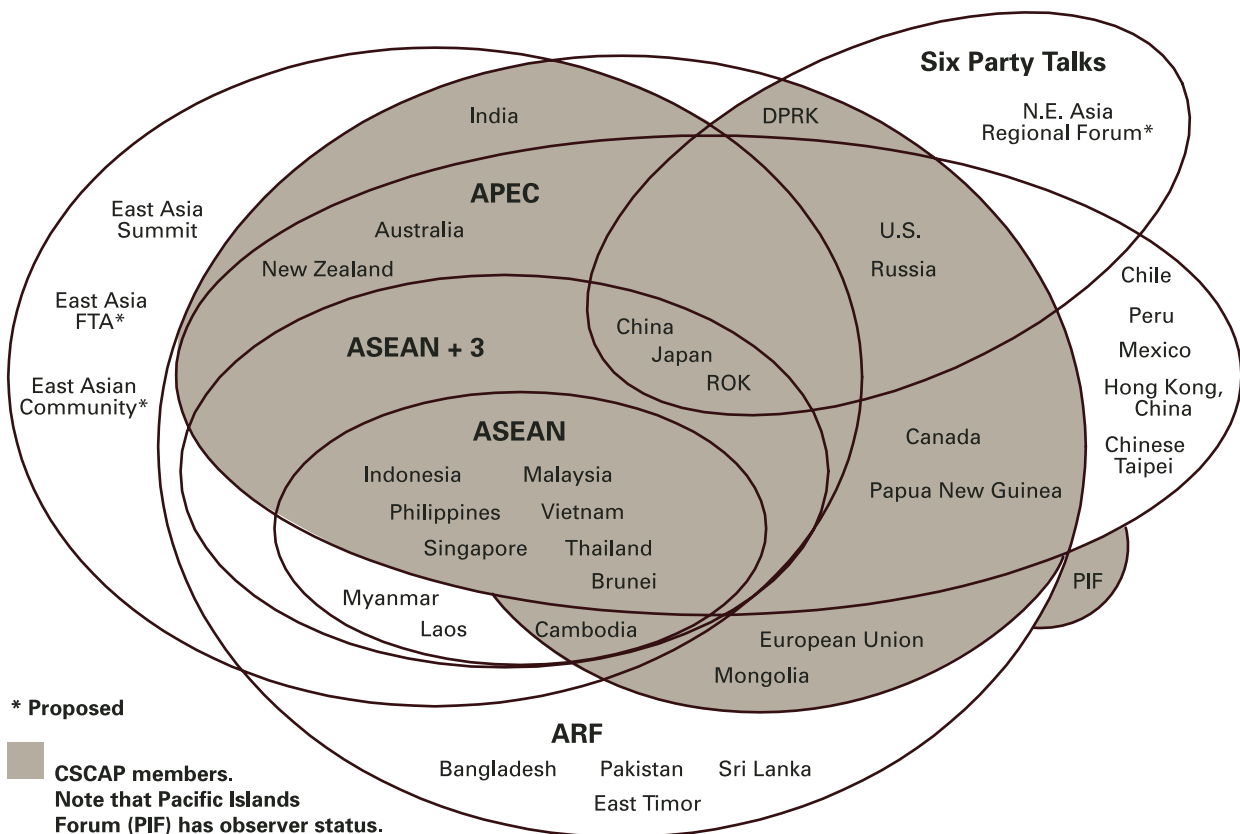 Six Party Talks
N.E. Asia
Regional Forum*
India
DPRK
APEC
East Asia
Summit
Australia
New Zealand
U.S.
Russia
East Asia
FTA*
Chile
Peru
Mexico
Hong Kong,
China
Chinese
Taipei
China
Japan
ROK
ASEAN + 3
East Asian
Community*
ASEAN
Indonesia Malaysia
Philippines Vietnam
Singapore Thailand
Brunei
Canada
Papua New Guinea
Myanmar
Laos
Cambodia
PIF
European Union
Mongolia
ARF
Bangladesh Pakistan Sri Lanka
East Timor
* Proposed
CSCAP members.
Note that Pacific Islands
Forum (PIF) has observer status.